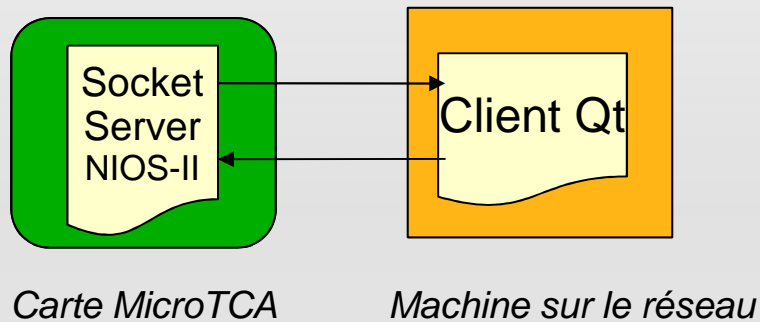 Socket
Server
NIOS-II
Client Qt
Carte MicroTCA
Machine sur le réseau